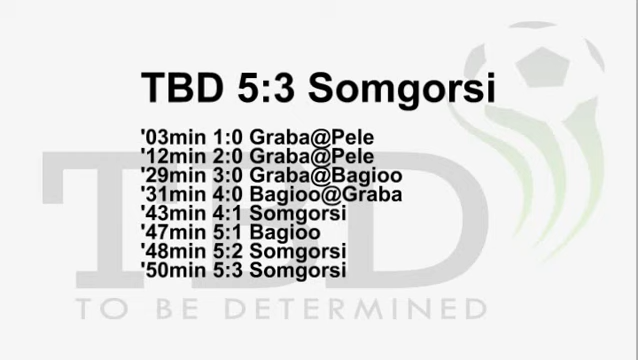 TBD 5:3 Somgorsi
'03min 1:0 Graba@Pele
'12min 2:0 Graba@Pele
'29min 3:0 Graba@Bagioo
'31min 4:0 Bagioo@Graba
'43min 4:1 Somgorsi
'47min 5:1 Bagioo
'48min 5:2 Somgorsi
'50min 5:3 Somgorsi
TBD
TO BE DETERMINED